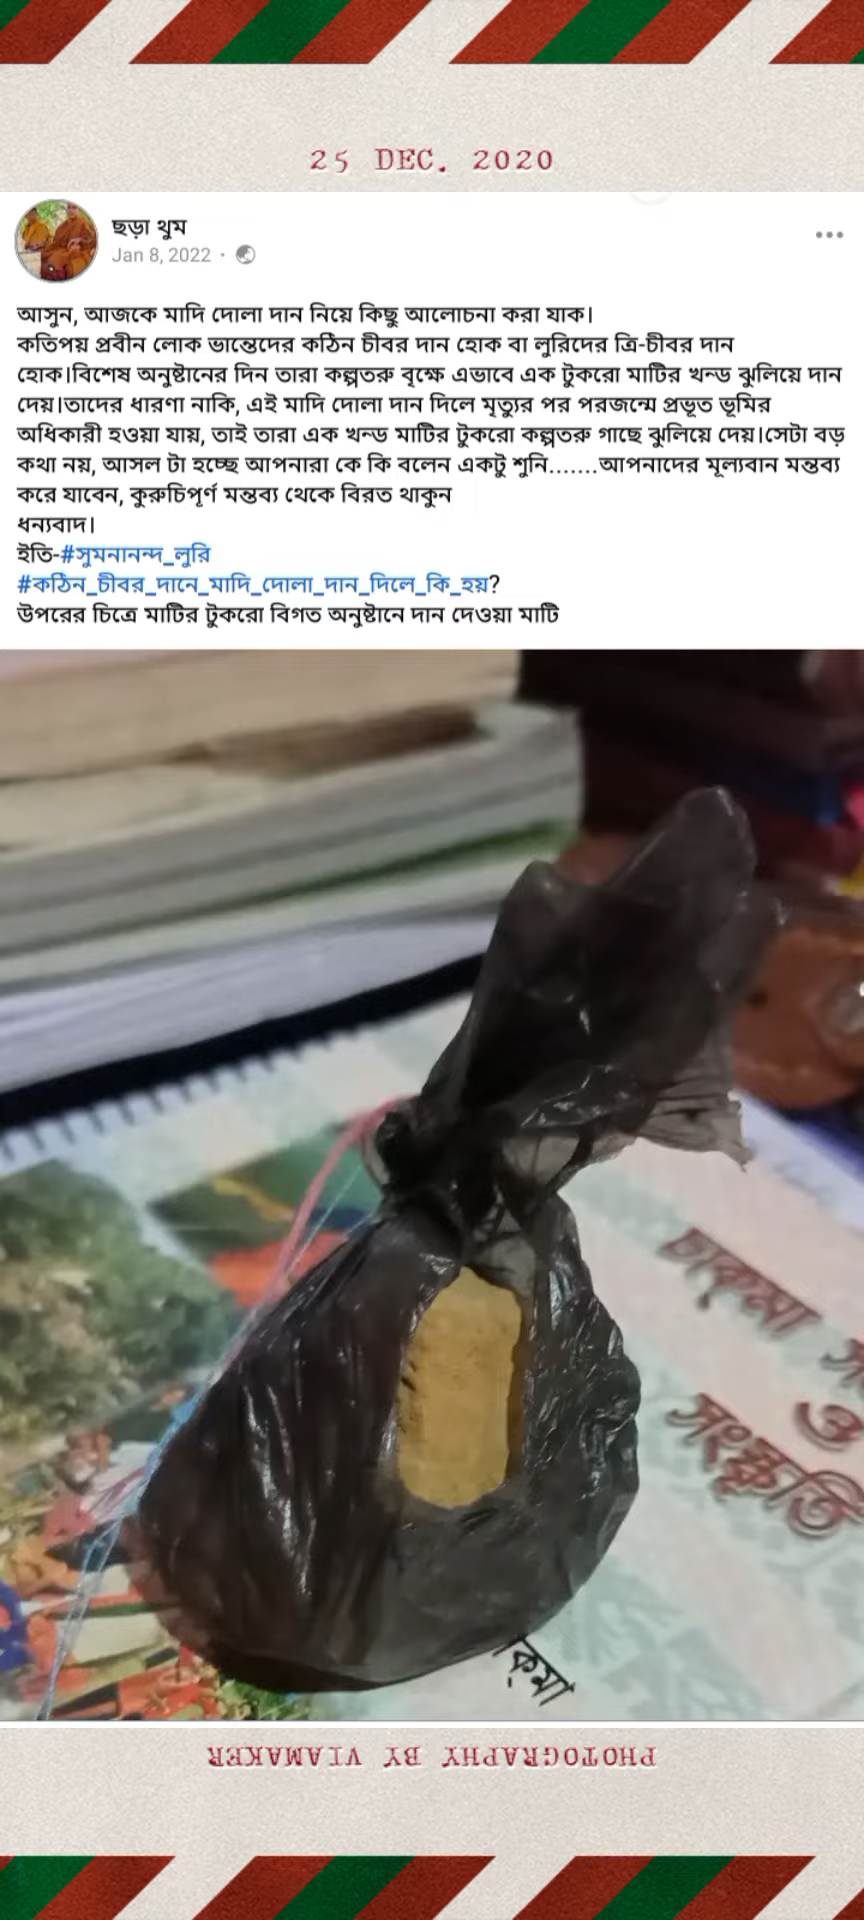 25 DEC. 2020
ছড়া থুম
Jan 8, 2022 ·
আসুন, আজকে মাদি দোলা দান নিয়ে কিছু আলোচনা করা যাক।
কতিপয় প্রবীন লোক ভান্তেদের কঠিন চীবর দান হোক বা লুরিদের ত্রি-চীবর দান
হোক।বিশেষ অনুষ্টানের দিন তারা কল্পতরু বৃক্ষে এভাবে এক টুকরো মাটির খন্ড ঝুলিয়ে দান
দেয়।তাদের ধারণা নাকি, এই মাদি দোলা দান দিলে মৃত্যুর পর পরজন্মে প্রভূত ভূমির
অধিকারী হওয়া যায়, তাই তারা এক খন্ড মাটির টুকরো কল্পতরু গাছে ঝুলিয়ে দেয়।সেটা বড়
কথা নয়, আসল টা হচ্ছে আপনারা কে কি বলেন একটু শুনি.......আপনাদের মূল্যবান মন্তব্য
করে যাবেন, কুরুচিপূর্ণ মন্তব্য থেকে বিরত থাকুন
ধন্যবাদ।
ইতি-#সুমনানন্দ_লুরি
#কঠিন_চীবর_দানে_মাদি_দোলা_দান_দিলে_কি_হয়?
উপরের চিত্রে মাটির টুকরো বিগত অনুষ্টানে দান দেওয়া মাটি
চাক্‌মা
ও
সংস্কৃতি
PHOTOGRAPHY BY VIAMAKER